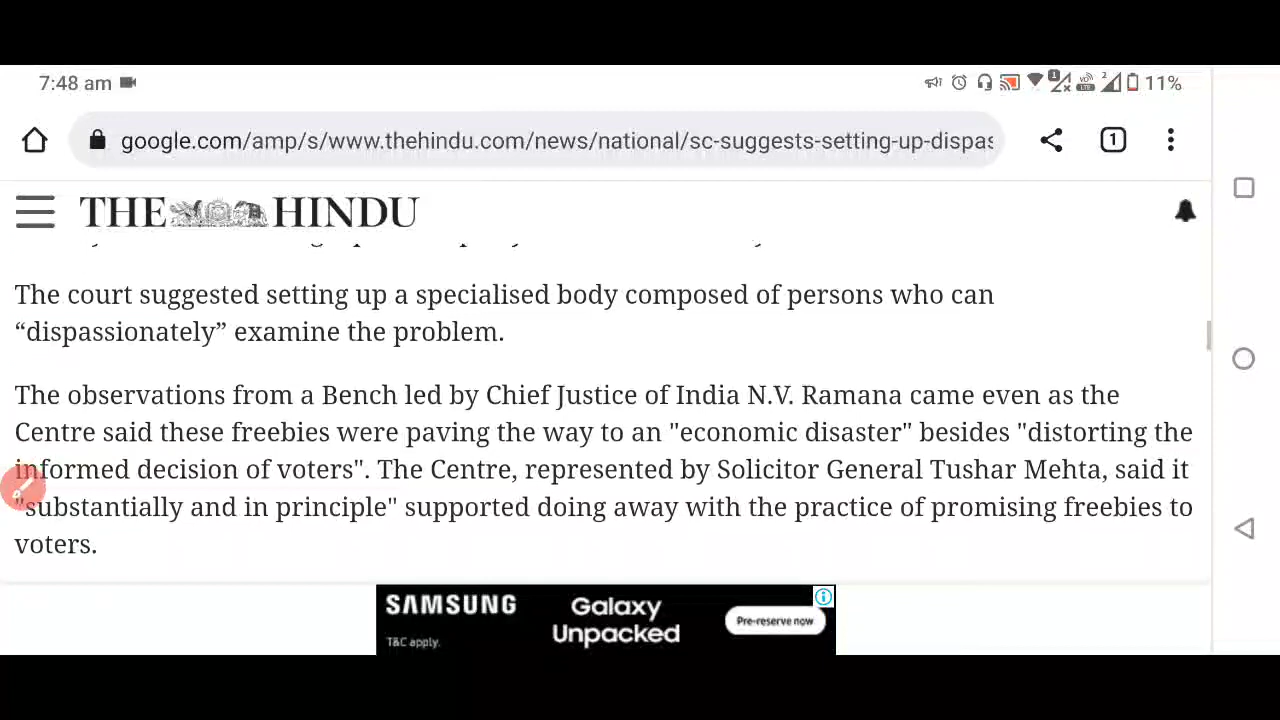 7:48 am
11%
google.com/amp/s/www.thehindu.com/news/national/sc-suggests-setting-up-dispas
1
THE HINDU
The court suggested setting up a specialised body composed of persons who can
“dispassionately” examine the problem.
The observations from a Bench led by Chief Justice of India N.V. Ramana came even as the
Centre said these freebies were paving the way to an "economic disaster" besides "distorting the
informed decision of voters". The Centre, represented by Solicitor General Tushar Mehta, said it
"substantially and in principle" supported doing away with the practice of promising freebies to
voters.
SAMSUNG
T&C apply.
Galaxy
Unpacked
Pre-reserve now